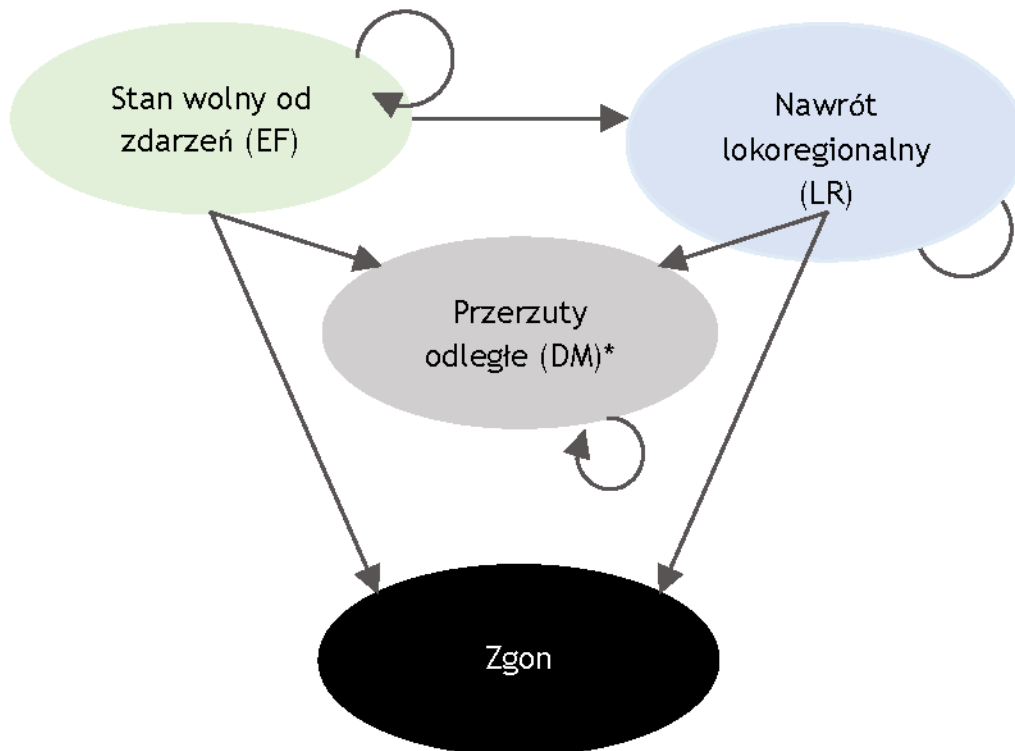 Stan wolny od
zdarzeń (EF)
Nawrót
lokoregionalny
(LR)
Przerzuty
odległe (DM)*
Zgon